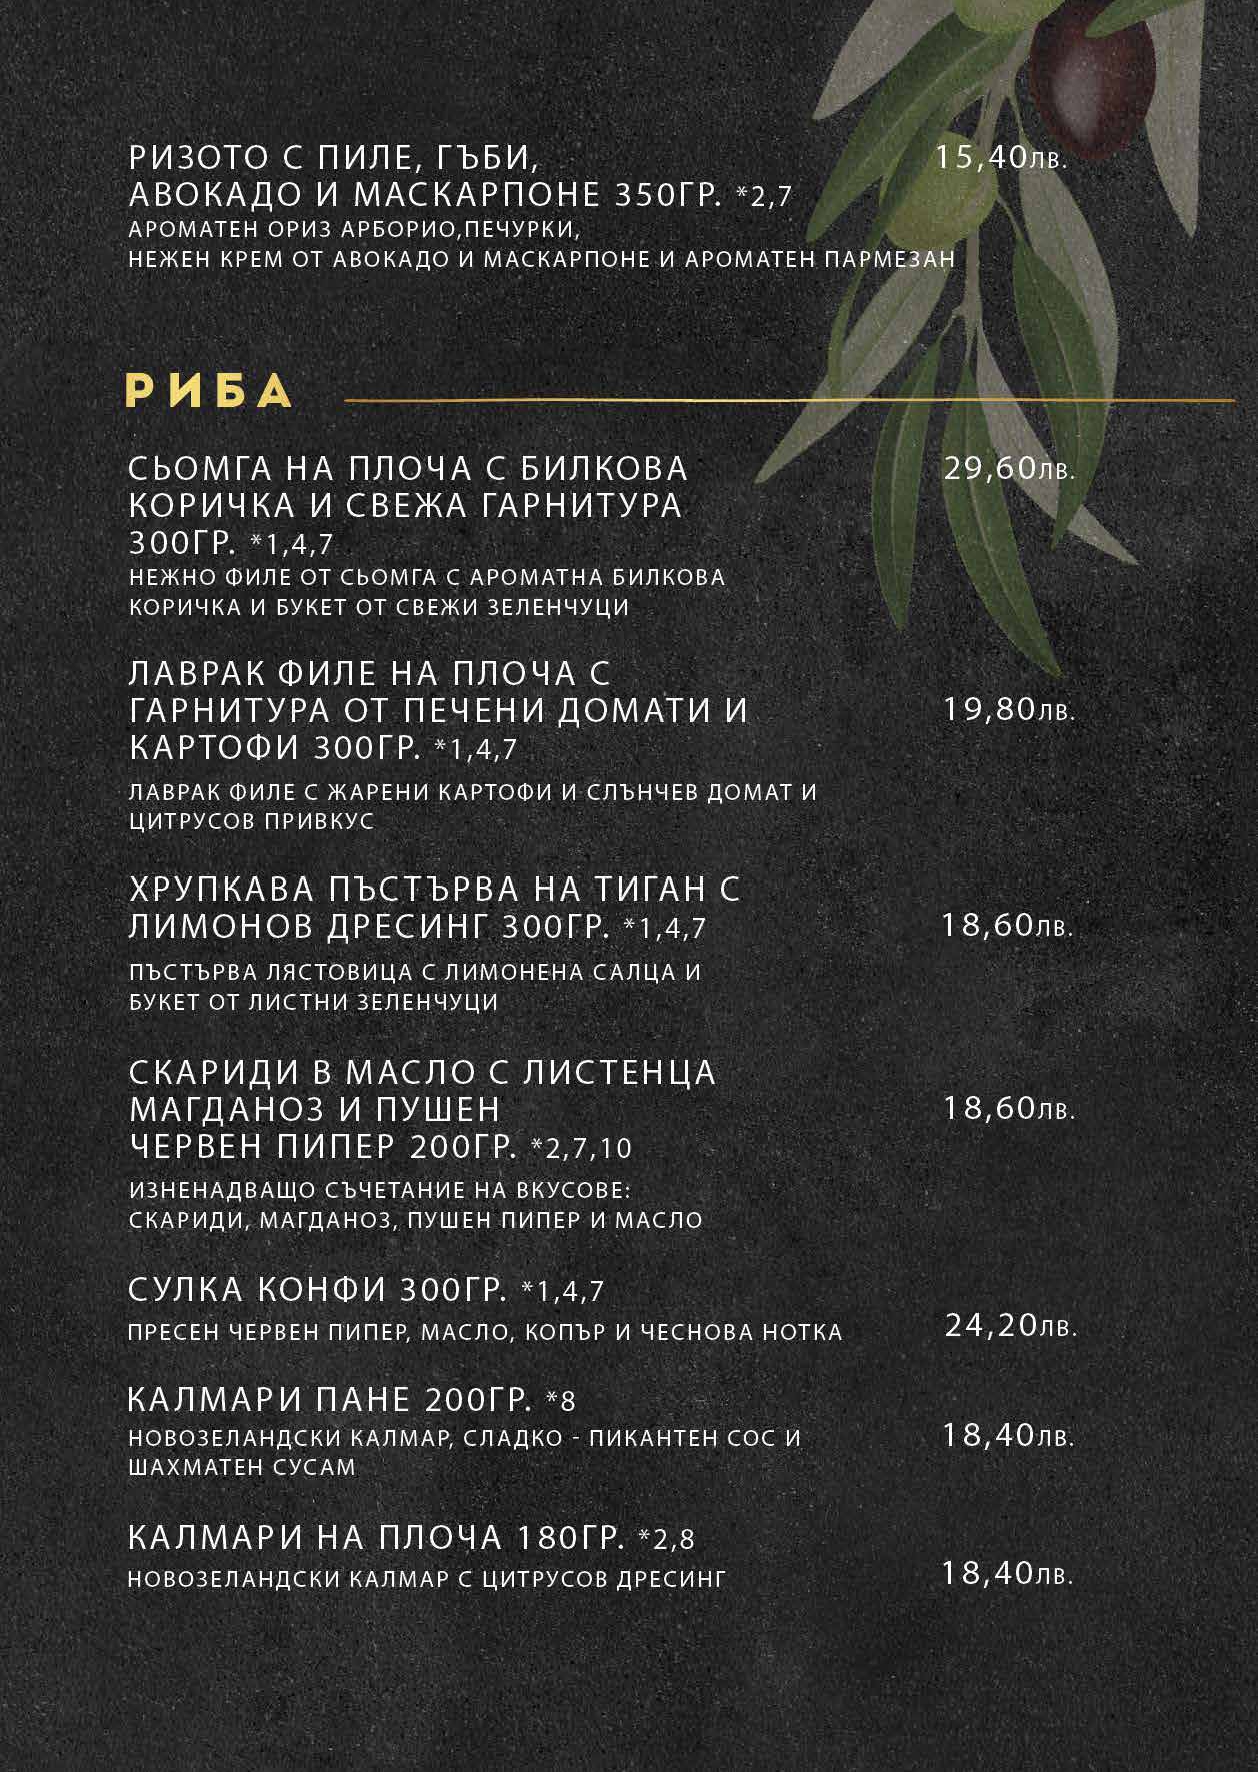 РИЗОТО С ПИЛЕ, ГЪБИ, 15,40ЛВ.
АВОКАДО И МАСКАРПОНЕ 350ГР. *2,7
АРОМАТЕН ОРИЗ АРБОРИО,ПЕЧУРКИ,
НЕЖЕН КРЕМ ОТ АВОКАДО И МАСКАРПОНЕ И АРОМАТЕН ПАРМЕЗАН
РИБА
СЬОМГА НА ПЛОЧА С БИЛКОВА 29,60ЛВ.
КОРИЧКА И СВЕЖА ГАРНИТУРА
300ГР. *1,4,7
НЕЖНО ФИЛЕ ОТ СЬОМГА С АРОМАТНА БИЛКОВА
КОРИЧКА И БУКЕТ ОТ СВЕЖИ ЗЕЛЕНЧУЦИ
ЛАВРАК ФИЛЕ НА ПЛОЧА С
ГАРНИТУРА ОТ ПЕЧЕНИ ДОМАТИ И 19,80ЛВ.
КАРТОФИ 300ГР. *1,4,7
ЛАВРАК ФИЛЕ С ЖАРЕНИ КАРТОФИ И СЛЪНЧЕВ ДОМАТ И
ЦИТРУСОВ ПРИВКУС
ХРУПКАВА ПЪСТЪРВА НА ТИГАН С
ЛИМОНОВ ДРЕСИНГ 300ГР. *1,4,7 18,60ЛВ.
ПЪСТЪРВА ЛЯСТОВИЦА С ЛИМОНЕНА САЛЦА И
БУКЕТ ОТ ЛИСТНИ ЗЕЛЕНЧУЦИ
СКАРИДИ В МАСЛО С ЛИСТЕНЦА
МАГДАНОЗ И ПУШЕН 18,60ЛВ.
ЧЕРВЕН ПИПЕР 200ГР. *2,7,10
ИЗНЕНАДВАЩО СЪЧЕТАНИЕ НА ВКУСОВЕ:
СКАРИДИ, МАГДАНОЗ, ПУШЕН ПИПЕР И МАСЛО
СУЛКА КОНФИ 300ГР. *1,4,7
ПРЕСЕН ЧЕРВЕН ПИПЕР, МАСЛО, КОПЪР И ЧЕСНОВА НОТКА 24,20ЛВ.
КАЛМАРИ ПАНЕ 200ГР. *8
НОВОЗЕЛАНДСКИ КАЛМАР, СЛАДКО - ПИКАНТЕН СОС И 18,40ЛВ.
ШАХМАТЕН СУСАМ
КАЛМАРИ НА ПЛОЧА 180ГР. *2,8
НОВОЗЕЛАНДСКИ КАЛМАР С ЦИТРУСОВ ДРЕСИНГ 18,40ЛВ.